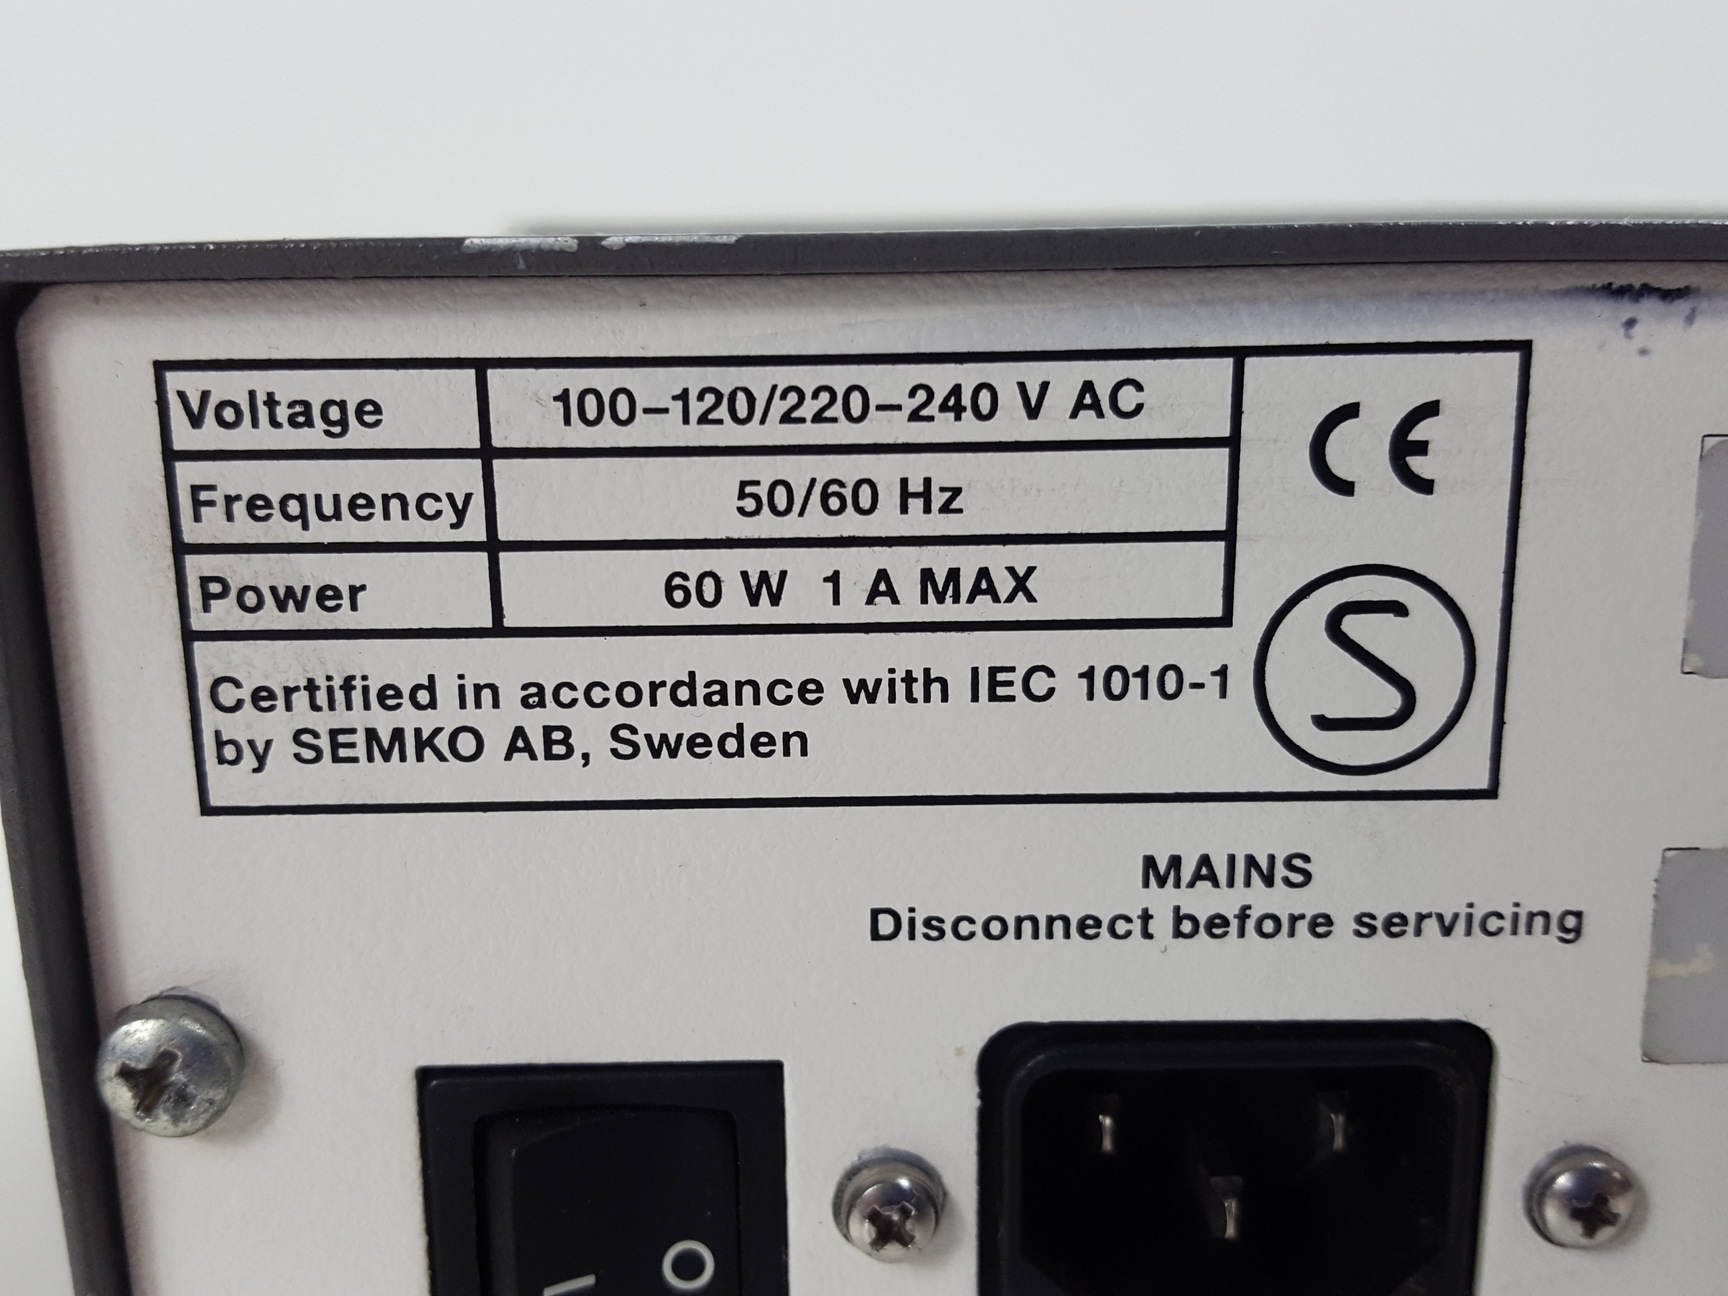 Voltage 100-120/220-240 V AC
Frequency 50/60 Hz
Power 60 W 1 A MAX
CE
S
Certified in accordance with IEC 1010-1
by SEMKO AB, Sweden
MAINS
Disconnect before servicing